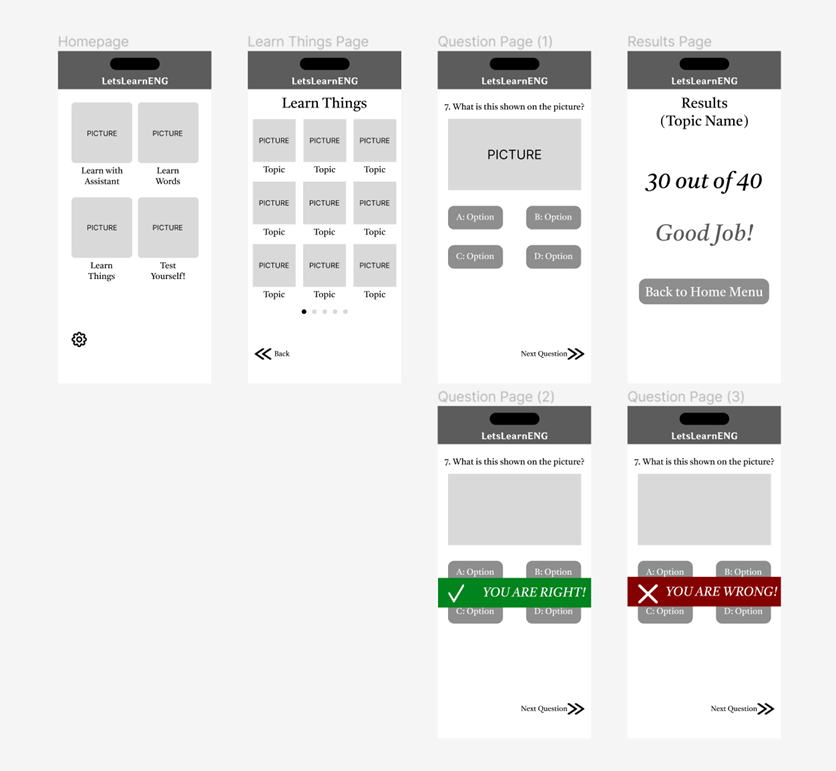 Homepage
LetsLearnENG
PICTURE
PICTURE
Learn with
Assistant
Learn
Words
PICTURE
PICTURE
Learn
Things
Test
Yourself!
Learn Things Page
LetsLearnENG
Learn Things
PICTURE
PICTURE
PICTURE
Topic
Topic
Topic
PICTURE
PICTURE
PICTURE
Topic
Topic
Topic
PICTURE
PICTURE
PICTURE
Topic
Topic
Topic
Back
Question Page (1)
LetsLearnENG
7. What is this shown on the picture?
PICTURE
A: Option
B: Option
C: Option
D: Option
Next Question
Results Page
LetsLearnENG
Results
(Topic Name)
30 out of 40
Good Job!
Back to Home Menu
Question Page (2)
LetsLearnENG
7. What is this shown on the picture?
A: Option
B: Option
YOU ARE RIGHT!
C: Option
D: Option
Next Question
Question Page (3)
LetsLearnENG
7. What is this shown on the picture?
A: Option
B: Option
YOU ARE WRONG!
C: Option
D: Option
Next Question